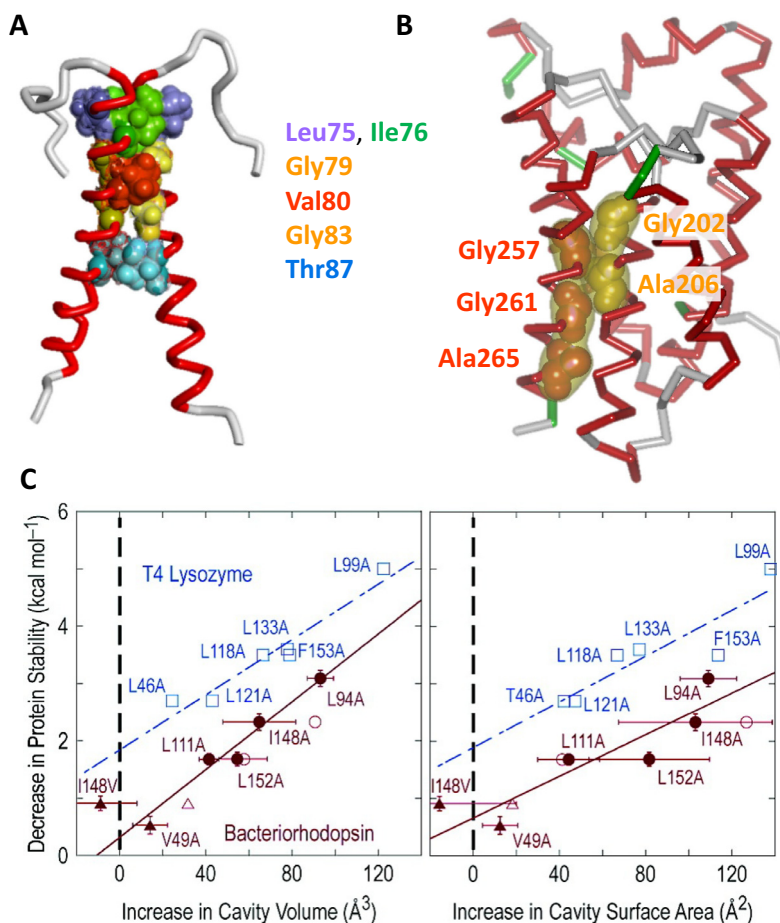 A
B
Leu75, Ile76
Gly79
Val80
Gly83
Thr87
Gly202
Gly257
Ala206
Gly261
Ala265
C
Decrease in Protein Stability (kcal mol–1)
6
4
2
0
T4 Lysozyme
L99A
L133A
L118A
F153A
L46A
L121A
L94A
I148A
L111A
L152A
I148V
V49A
Bacteriorhodopsin
0 40 80 120
Increase in Cavity Volume (Å3)
L99A
L133A
L118A
F153A
T46A
L121A
L94A
I148A
L111A
L152A
I148V
V49A
0 40 80 120
Increase in Cavity Surface Area (Å2)